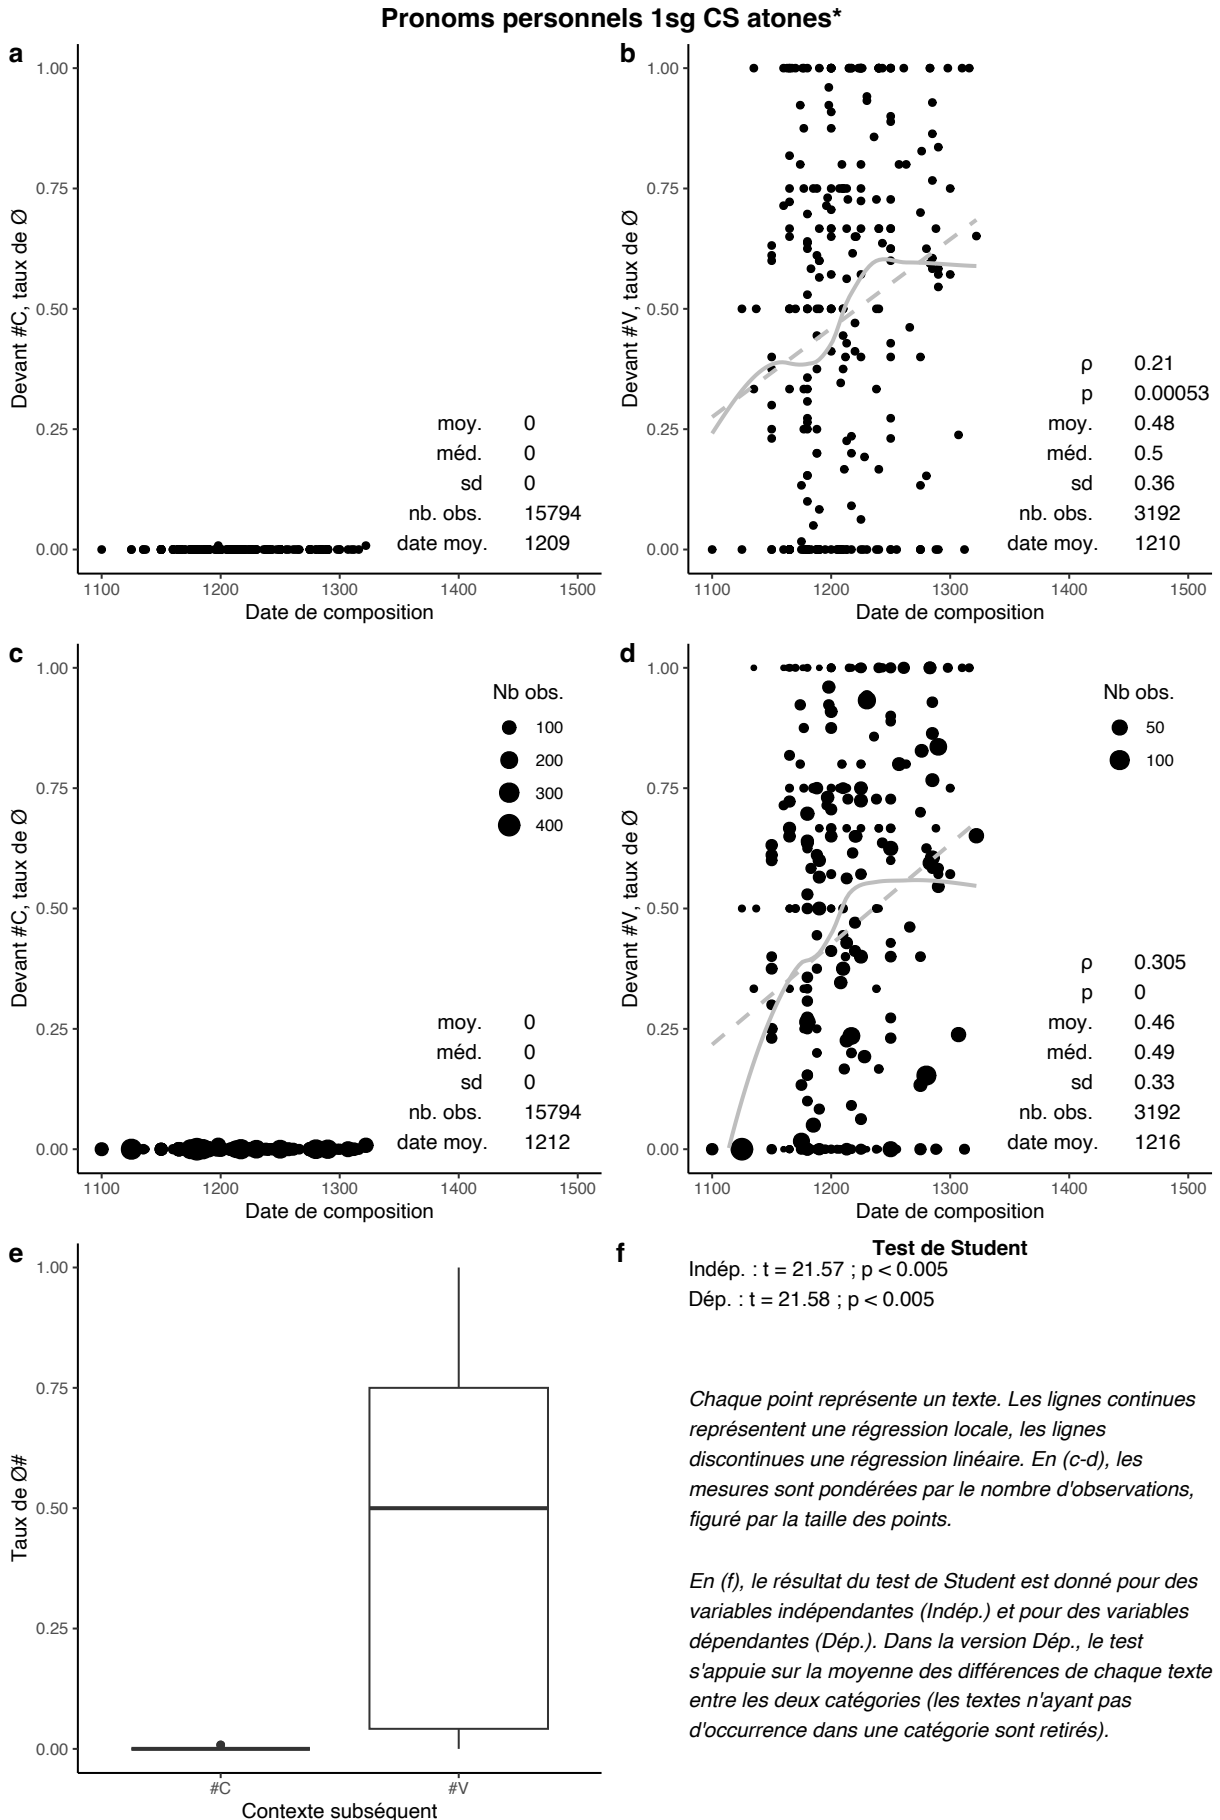 Pronoms personnels 1sg CS atones*
a
1.00
0.75
0.50
0.25
0.00
Devant #C, taux de Ø
moy. 0
méd. 0
sd 0
nb. obs. 15794
date moy. 1209
1100 1200 1300 1400 1500
Date de composition
b
1.00
0.75
0.50
0.25
0.00
Devant #V, taux de Ø
ρ 0.21
p 0.00053
moy. 0.48
méd. 0.5
sd 0.36
nb. obs. 3192
date moy. 1210
1100 1200 1300 1400 1500
Date de composition
c
1.00
0.75
0.50
0.25
0.00
Devant #C, taux de Ø
Nb obs.
100
200
300
400
moy. 0
méd. 0
sd 0
nb. obs. 15794
date moy. 1212
1100 1200 1300 1400 1500
Date de composition
d
1.00
0.75
0.50
0.25
0.00
Devant #V, taux de Ø
Nb obs.
50
100
ρ 0.305
p 0
moy. 0.46
méd. 0.49
sd 0.33
nb. obs. 3192
date moy. 1216
1100 1200 1300 1400 1500
Date de composition
e
1.00
0.75
0.50
0.25
0.00
Taux de Ø#
#C #V
Contexte subséquent
f
Test de Student
Indép. : t = 21.57 ; p < 0.005
Dép. : t = 21.58 ; p < 0.005
Chaque point représente un texte. Les lignes continues
représentent une régression locale, les lignes
discontinues une régression linéaire. En (c-d), les
mesures sont pondérées par le nombre d'observations,
figuré par la taille des points.
En (f), le résultat du test de Student est donné pour des
variables indépendantes (Indép.) et pour des variables
dépendantes (Dép.). Dans la version Dép., le test
s'appuie sur la moyenne des différences de chaque texte
entre les deux catégories (les textes n'ayant pas
d'occurrence dans une catégorie sont retirés).